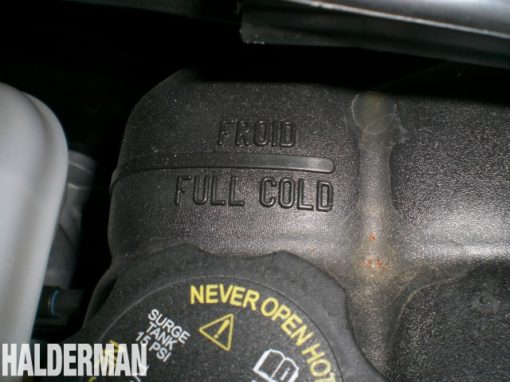 FROID
FULL COLD
NEVER OPEN HOT
SURGE
TANK
15 PSI
HALDERMAN